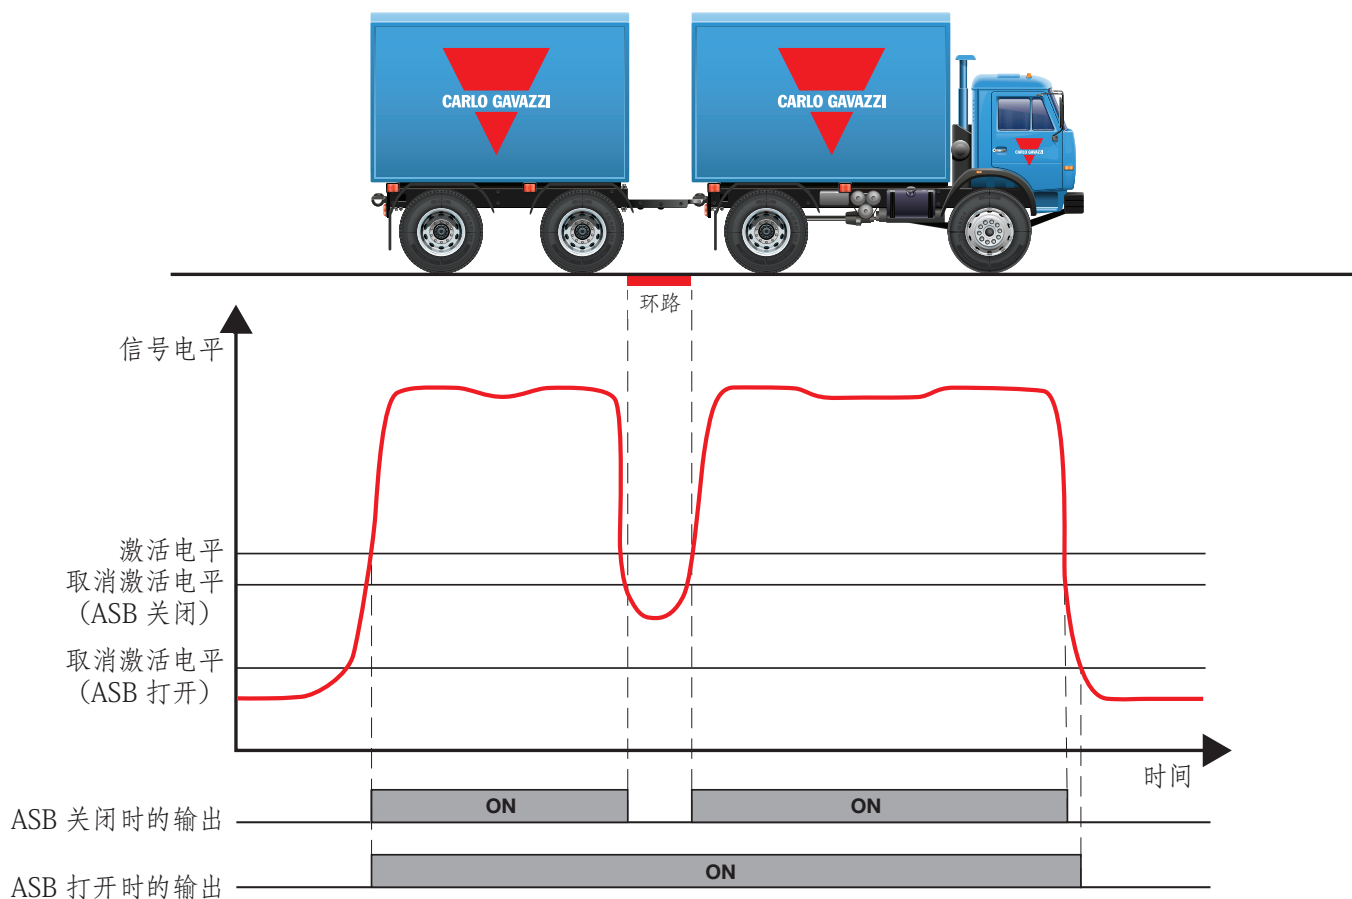 CARLO GAVAZZI
CARLO GAVAZZI
CARLO GAVAZZI
环路
信号电平
激活电平
取消激活电平
（ASB 关闭）
取消激活电平
（ASB 打开）
时间
ASB 关闭时的输出
ON
ON
ASB 打开时的输出
ON